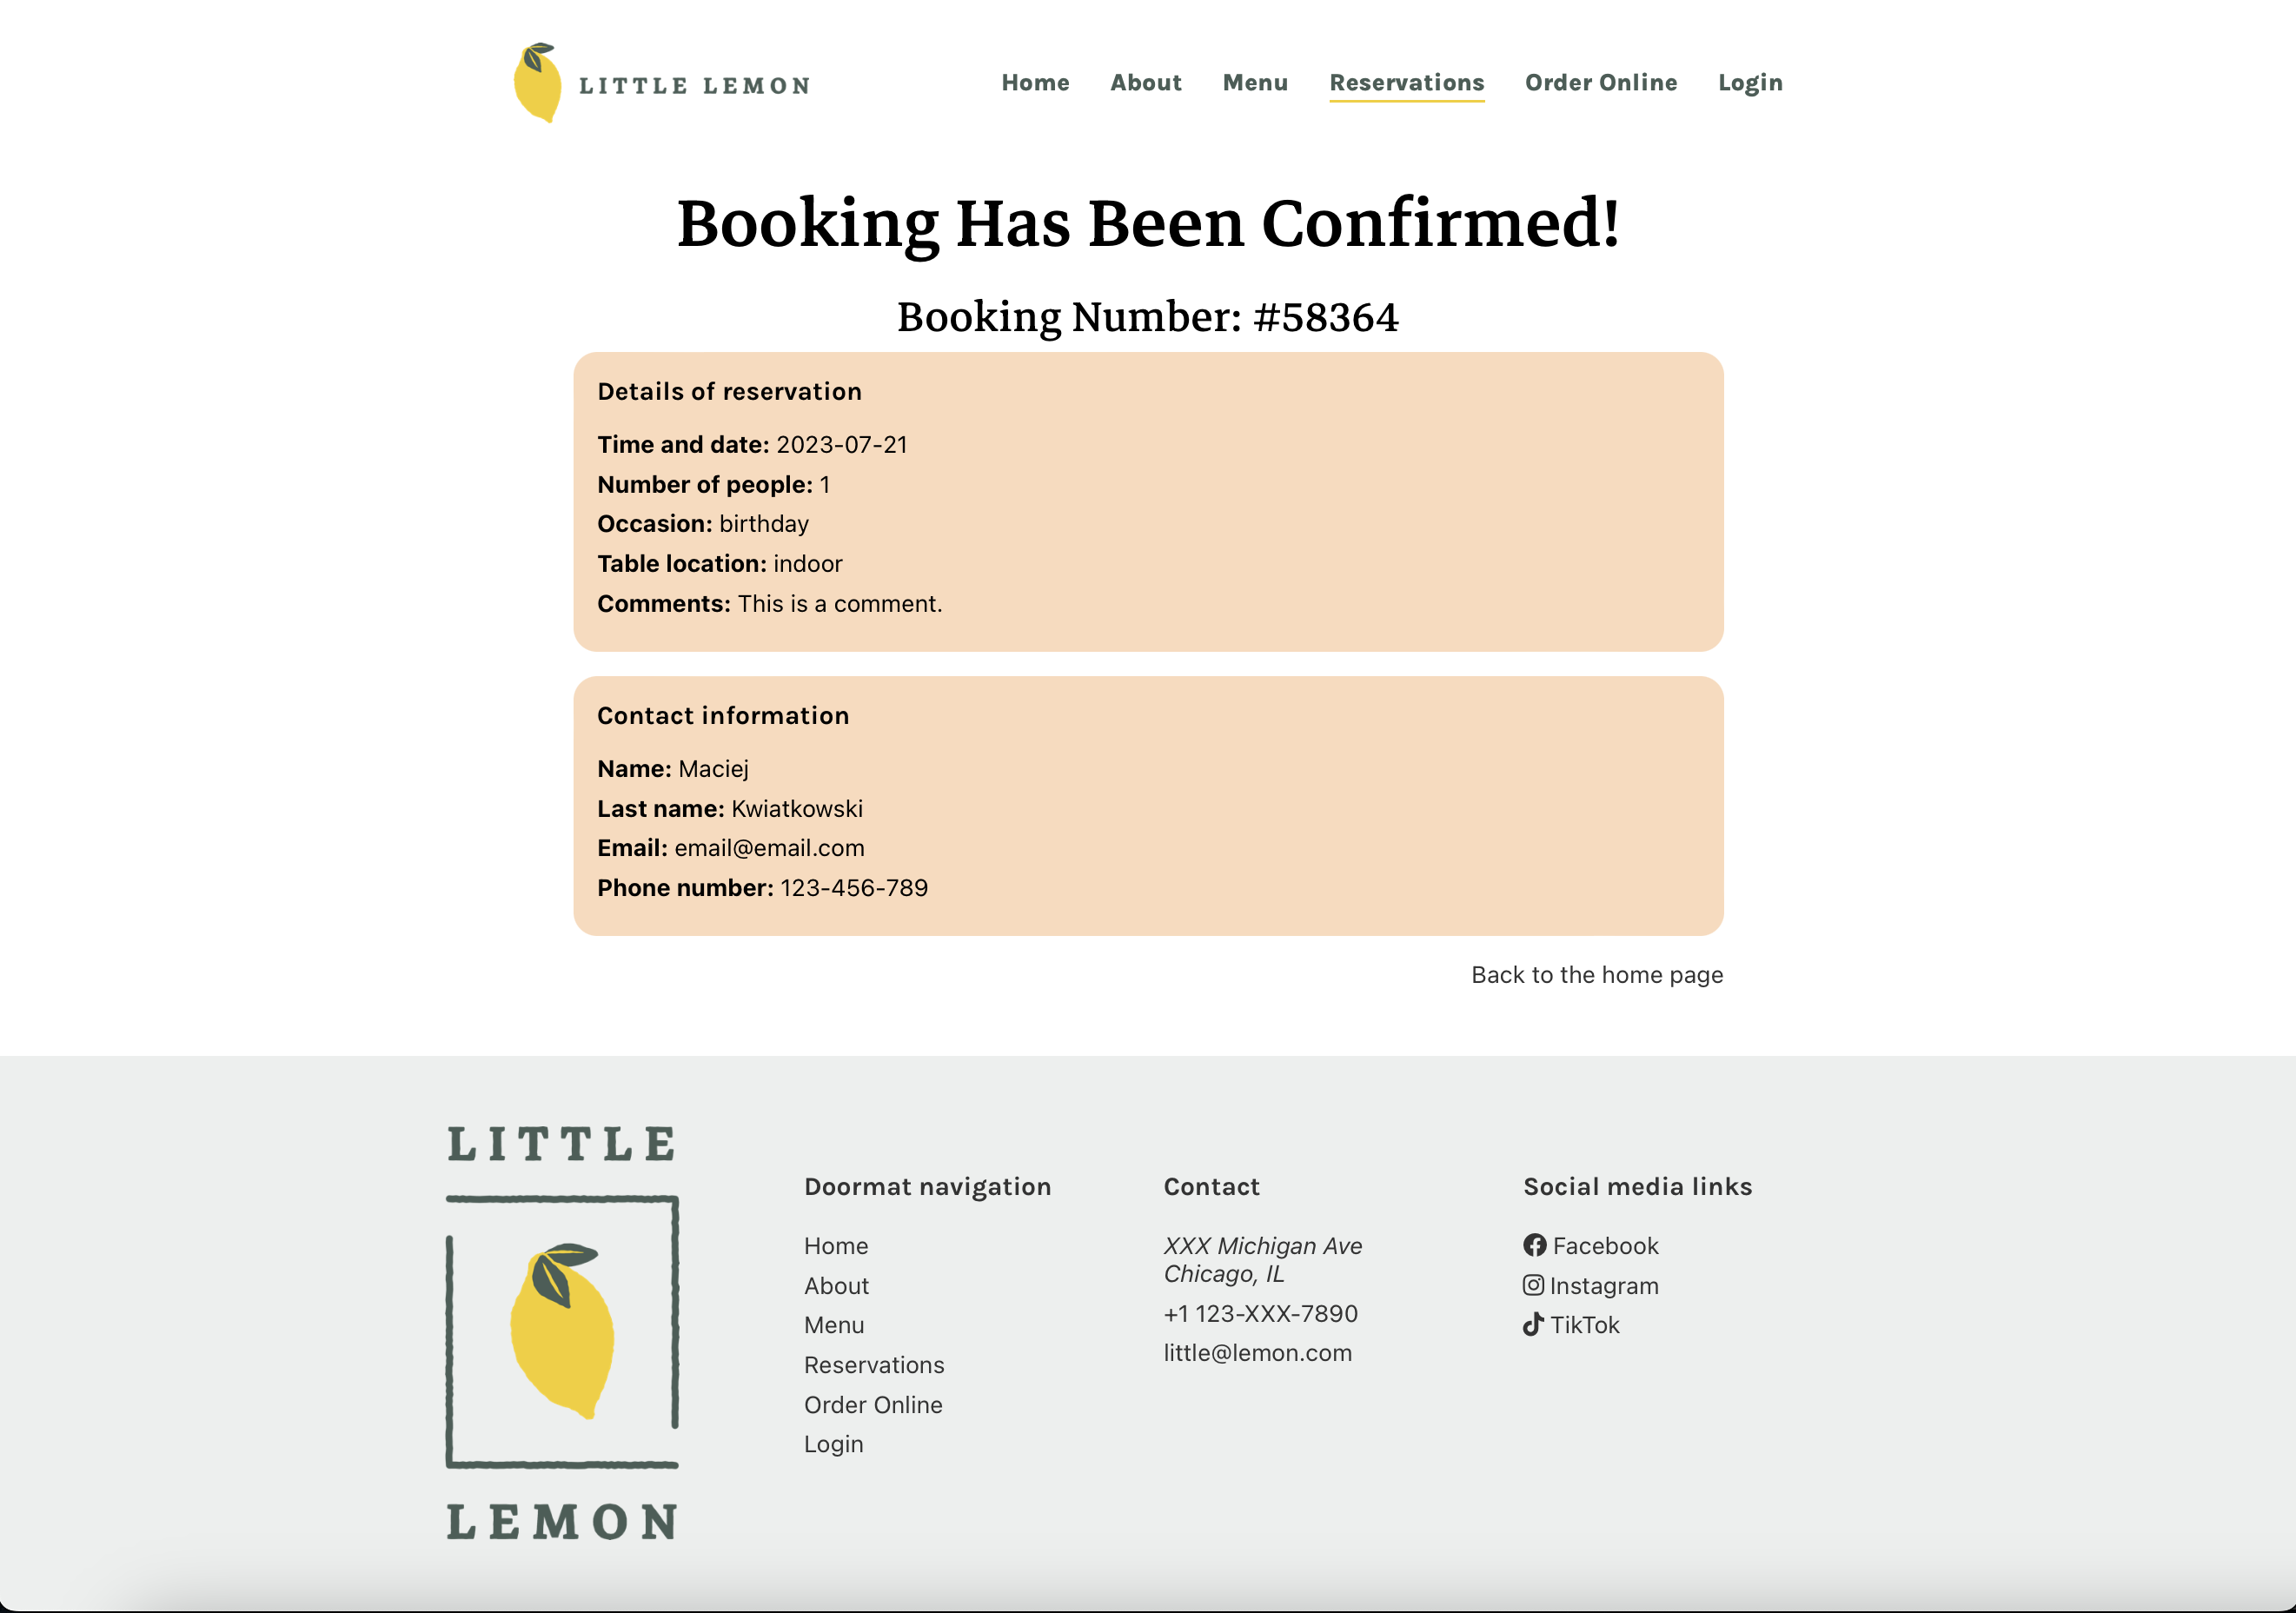 LITTLE LEMON
Home About Menu Reservations Order Online Login
Booking Has Been Confirmed!
Booking Number: #58364
Details of reservation
Time and date: 2023-07-21
Number of people: 1
Occasion: birthday
Table location: indoor
Comments: This is a comment.
Contact information
Name: Maciej
Last name: Kwiatkowski
Email: email@email.com
Phone number: 123-456-789
Back to the home page
LITTLE
LEMON
Doormat navigation
Home
About
Menu
Reservations
Order Online
Login
Contact
XXX Michigan Ave
Chicago, IL
+1 123-XXX-7890
little@lemon.com
Social media links
Facebook
Instagram
TikTok